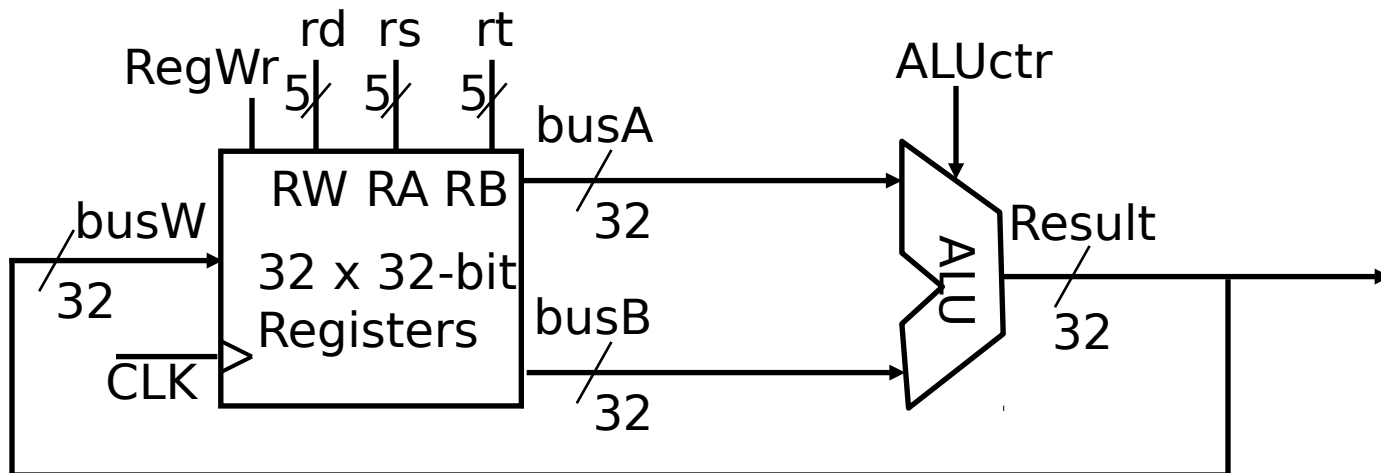 rd rs rt
RegWr
5 5 5
ALUctr
busA
RW RA RB
32
busW
Result
32 x 32-bit
ALU
32
Registers
busB
32
CLK
32